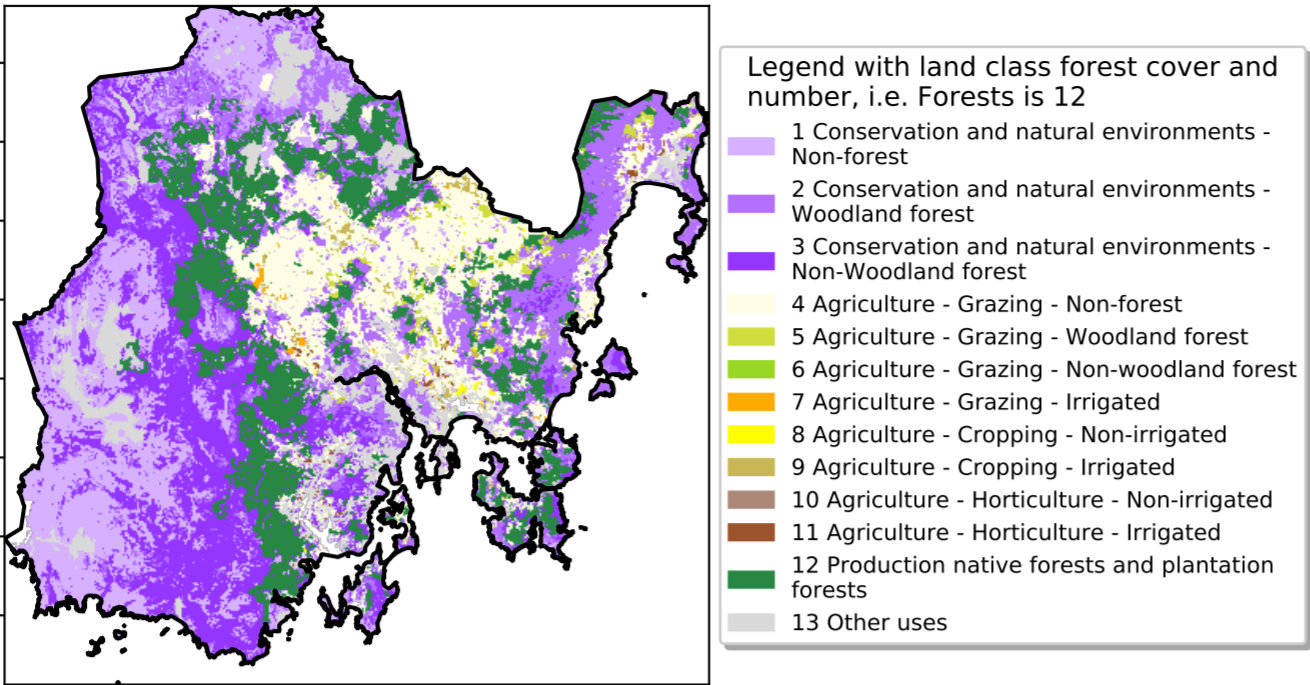 Legend with land class forest cover and
number, i.e. Forests is 12
1 Conservation and natural environments -
Non-forest
2 Conservation and natural environments -
Woodland forest
3 Conservation and natural environments -
Non-Woodland forest
4 Agriculture - Grazing - Non-forest
5 Agriculture - Grazing - Woodland forest
6 Agriculture - Grazing - Non-woodland forest
7 Agriculture - Grazing - Irrigated
8 Agriculture - Cropping - Non-irrigated
9 Agriculture - Cropping - Irrigated
10 Agriculture - Horticulture - Non-irrigated
11 Agriculture - Horticulture - Irrigated
12 Production native forests and plantation
forests
13 Other uses